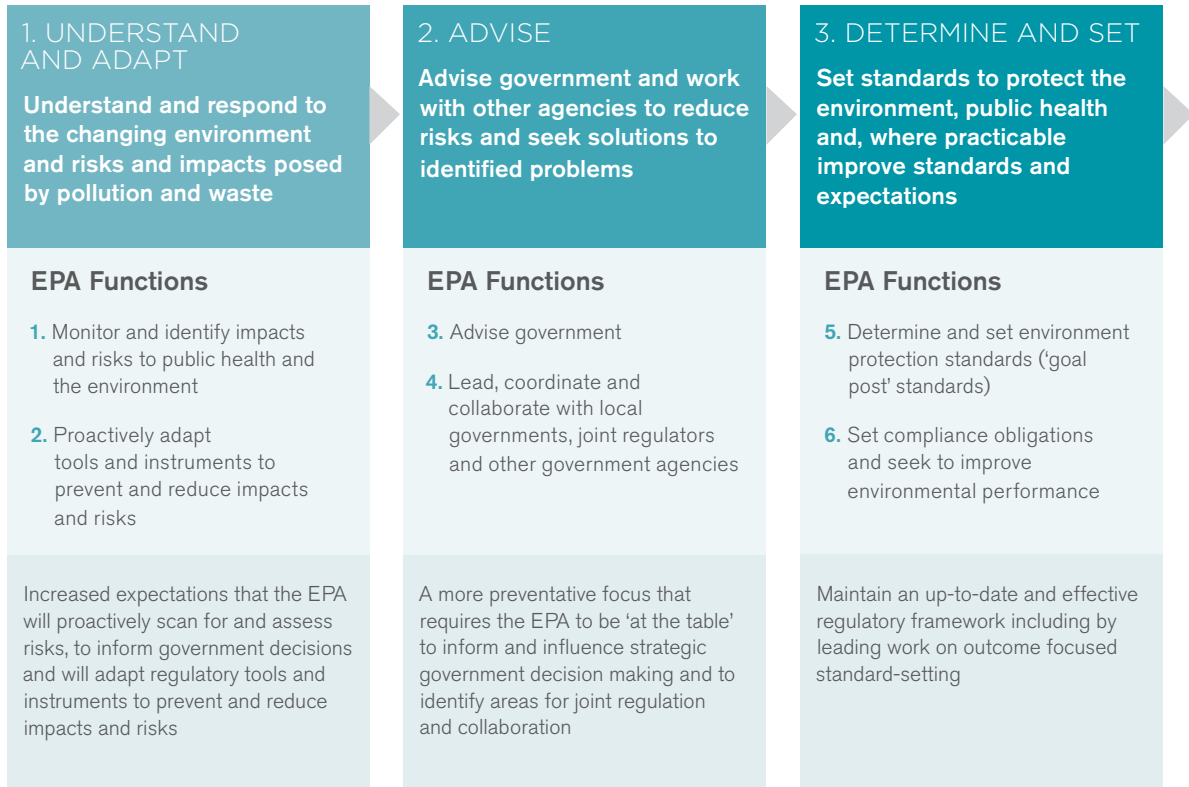 1. UNDERSTAND
AND ADAPT
Understand and respond to
the changing environment
and risks and impacts posed
by pollution and waste
EPA Functions
1. Monitor and identify impacts
and risks to public health and
the environment
2. Proactively adapt
tools and instruments to
prevent and reduce impacts
and risks
Increased expectations that the EPA
will proactively scan for and assess
risks, to inform government decisions
and will adapt regulatory tools and
instruments to prevent and reduce
impacts and risks
2. ADVISE
Advise government and work
with other agencies to reduce
risks and seek solutions to
identified problems
EPA Functions
3. Advise government
4. Lead, coordinate and
collaborate with local
governments, joint regulators
and other government agencies
A more preventative focus that
requires the EPA to be ‘at the table’
to inform and influence strategic
government decision making and to
identify areas for joint regulation
and collaboration
3. DETERMINE AND SET
Set standards to protect the
environment, public health
and, where practicable
improve standards and
expectations
EPA Functions
5. Determine and set environment
protection standards (‘goal
post’ standards)
6. Set compliance obligations
and seek to improve
environmental performance
Maintain an up-to-date and effective
regulatory framework including by
leading work on outcome focused
standard-setting